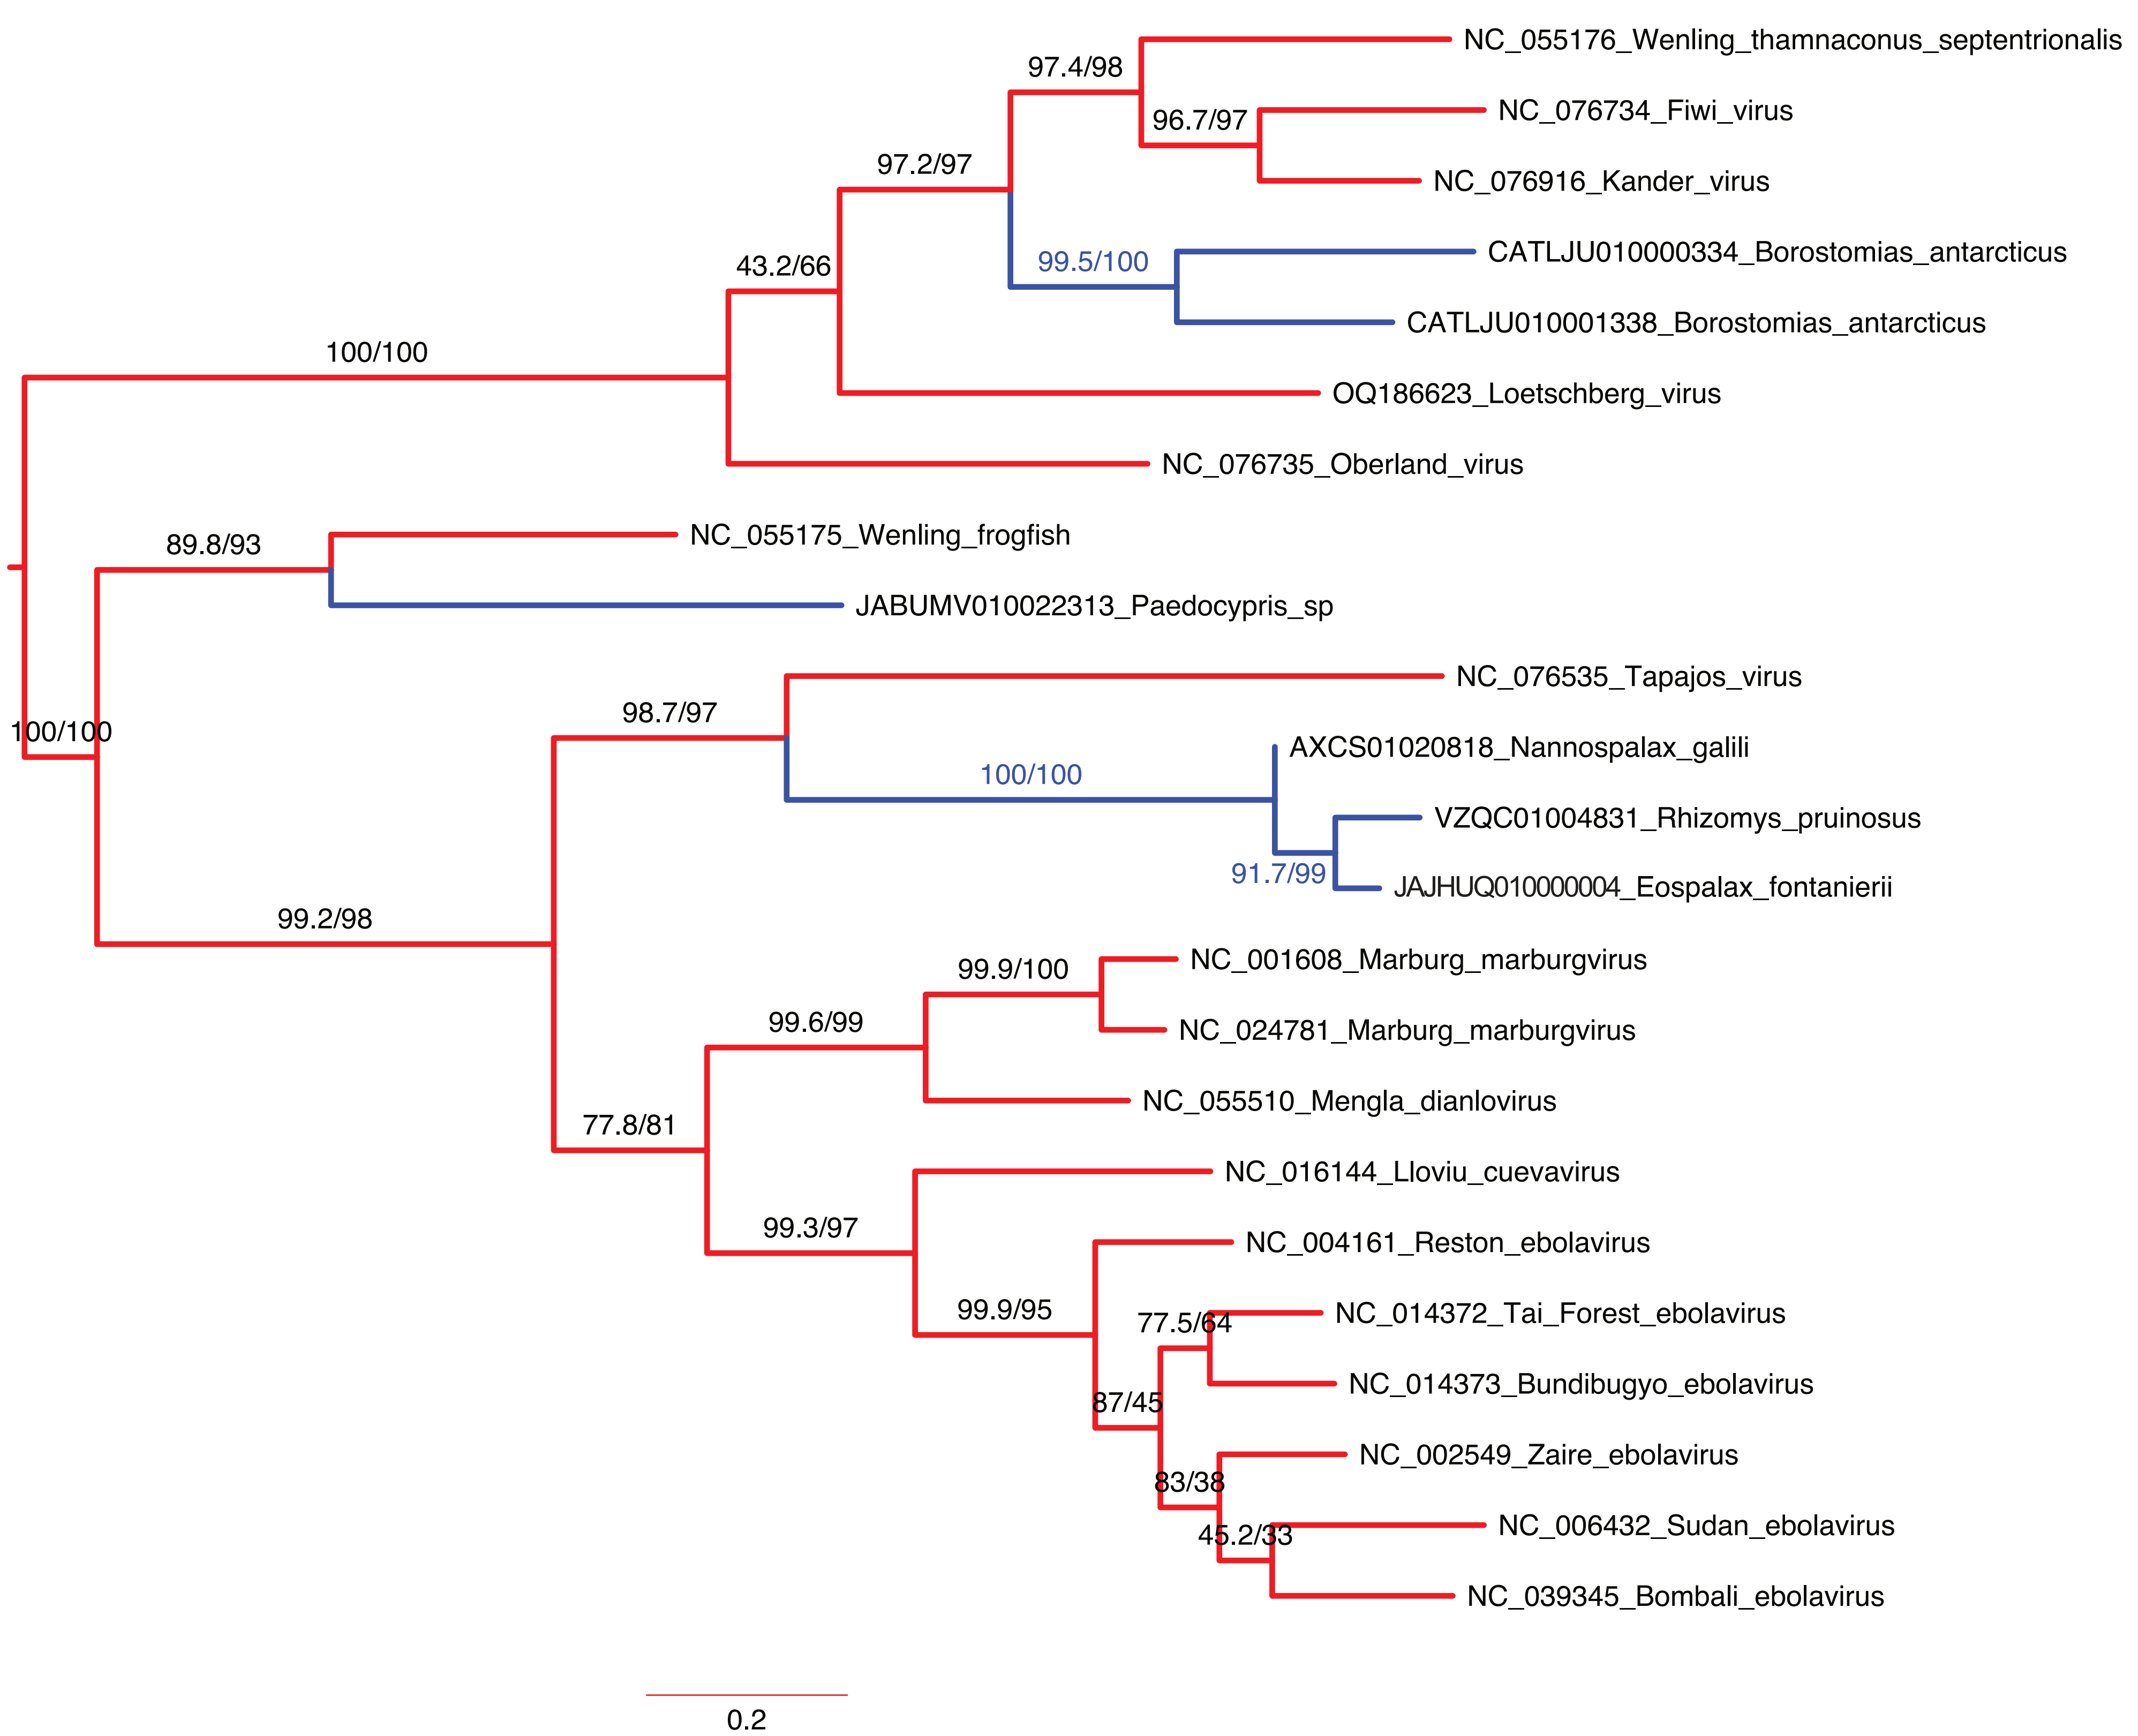 NC_055176_Wenling_thamnaconus_septentrionalis
97.4/98
NC_076734_Fiwi_virus
96.7/97
97.2/97
NC_076916_Kander_virus
CATLJU010000334_Borostomias_antarcticus
99.5/100
43.2/66
CATLJU010001338_Borostomias_antarcticus
100/100
OQ186623_Loetschberg_virus
NC_076735_Oberland_virus
NC_055175_Wenling_frogfish
89.8/93
JABUMV010022313_Paedocypris_sp
NC_076535_Tapajos_virus
98.7/97
100/100
AXCS01020818_Nannospalax_galili
100/100
VZQC01004831_Rhizomys_pruinosus
91.7/99
JAJHUQ010000004_Eospalax_fontanierii
99.2/98
NC_001608_Marburg_marburgvirus
99.9/100
99.6/99
NC_024781_Marburg_marburgvirus
NC_055510_Mengla_dianlovirus
77.8/81
NC_016144_Lloviu_cuevavirus
99.3/97
NC_004161_Reston_ebolavirus
99.9/95
77.5/64
NC_014372_Tai_Forest_ebolavirus
NC_014373_Bundibugyo_ebolavirus
87/45
NC_002549_Zaire_ebolavirus
83/38
NC_006432_Sudan_ebolavirus
45.2/33
NC_039345_Bombali_ebolavirus
0.2